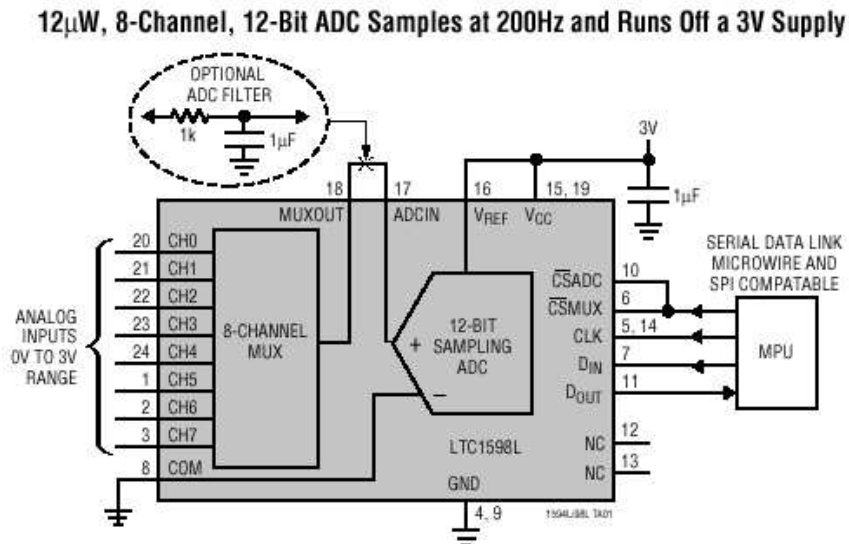 12μW, 8-Channel, 12-Bit ADC Samples at 200Hz and Runs Off a 3V Supply
OPTIONAL
ADC FILTER
1k
1μF
3V
1μF
18
17
16
15, 19
MUXOUT
ADCIN
VREF
VCC
ANALOG
INPUTS
0V TO 3V
RANGE
20 CH0
21 CH1
22 CH2
23 CH3
24 CH4
1 CH5
2 CH6
3 CH7
8 COM
8-CHANNEL
MUX
+
12-BIT
SAMPLING
ADC
–
CSADC 10
CSMUX 6
CLK 5, 14
DIN 7
DOUT 11
NC 12
NC 13
SERIAL DATA LINK
MICROWIRE AND
SPI COMPATABLE
MPU
LTC1598L
GND
4, 9
1594L/98L TA01